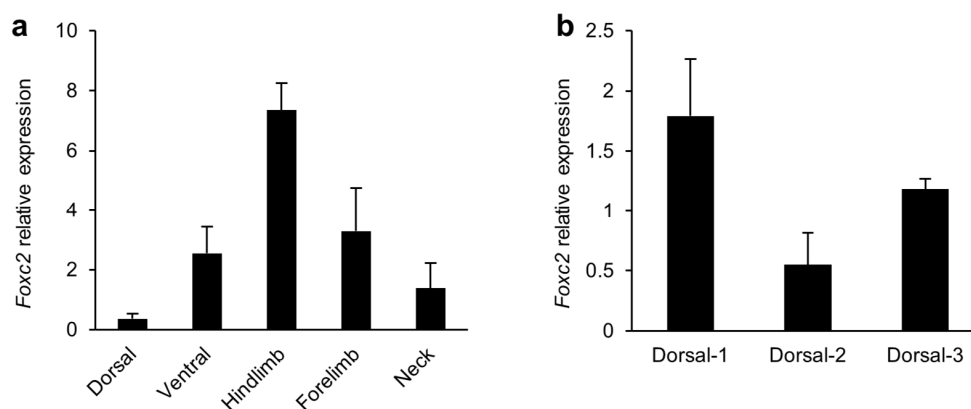 a
Foxc2 relative expression
10
8
6
4
2
0
Dorsal
Ventral
Hindlimb
Forelimb
Neck
b
Foxc2 relative expression
2.5
2
1.5
1
0.5
0
Dorsal-1
Dorsal-2
Dorsal-3